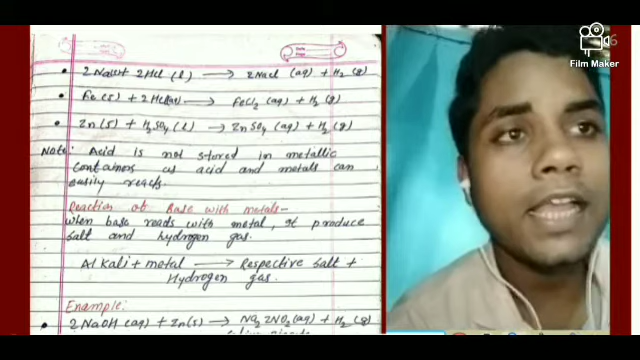 • 2Na(s) + 2Hcl (l) ⟶ 2Nacl (aq) + H₂ (g)
• Fe(s) + 2Hcl(aq) ⟶ FeCl₂ (aq) + H₂ (g)
• Zn(s) + H₂SO₄(l) ⟶ ZnSO₄(aq) + H₂(g)
Note: Acid is not stored in metallic
containers as acid and metals can
easily reacts.
Reaction of Base with metals–
When base reacts with metal, it produce
salt and hydrogen gas.
Alkali + metal ⟶ Respective salt +
Hydrogen gas.
Example:
• 2NaOH(aq) + Zn(s) ⟶ NO₂ZNO₂(aq) + H₂(g)
Film Maker